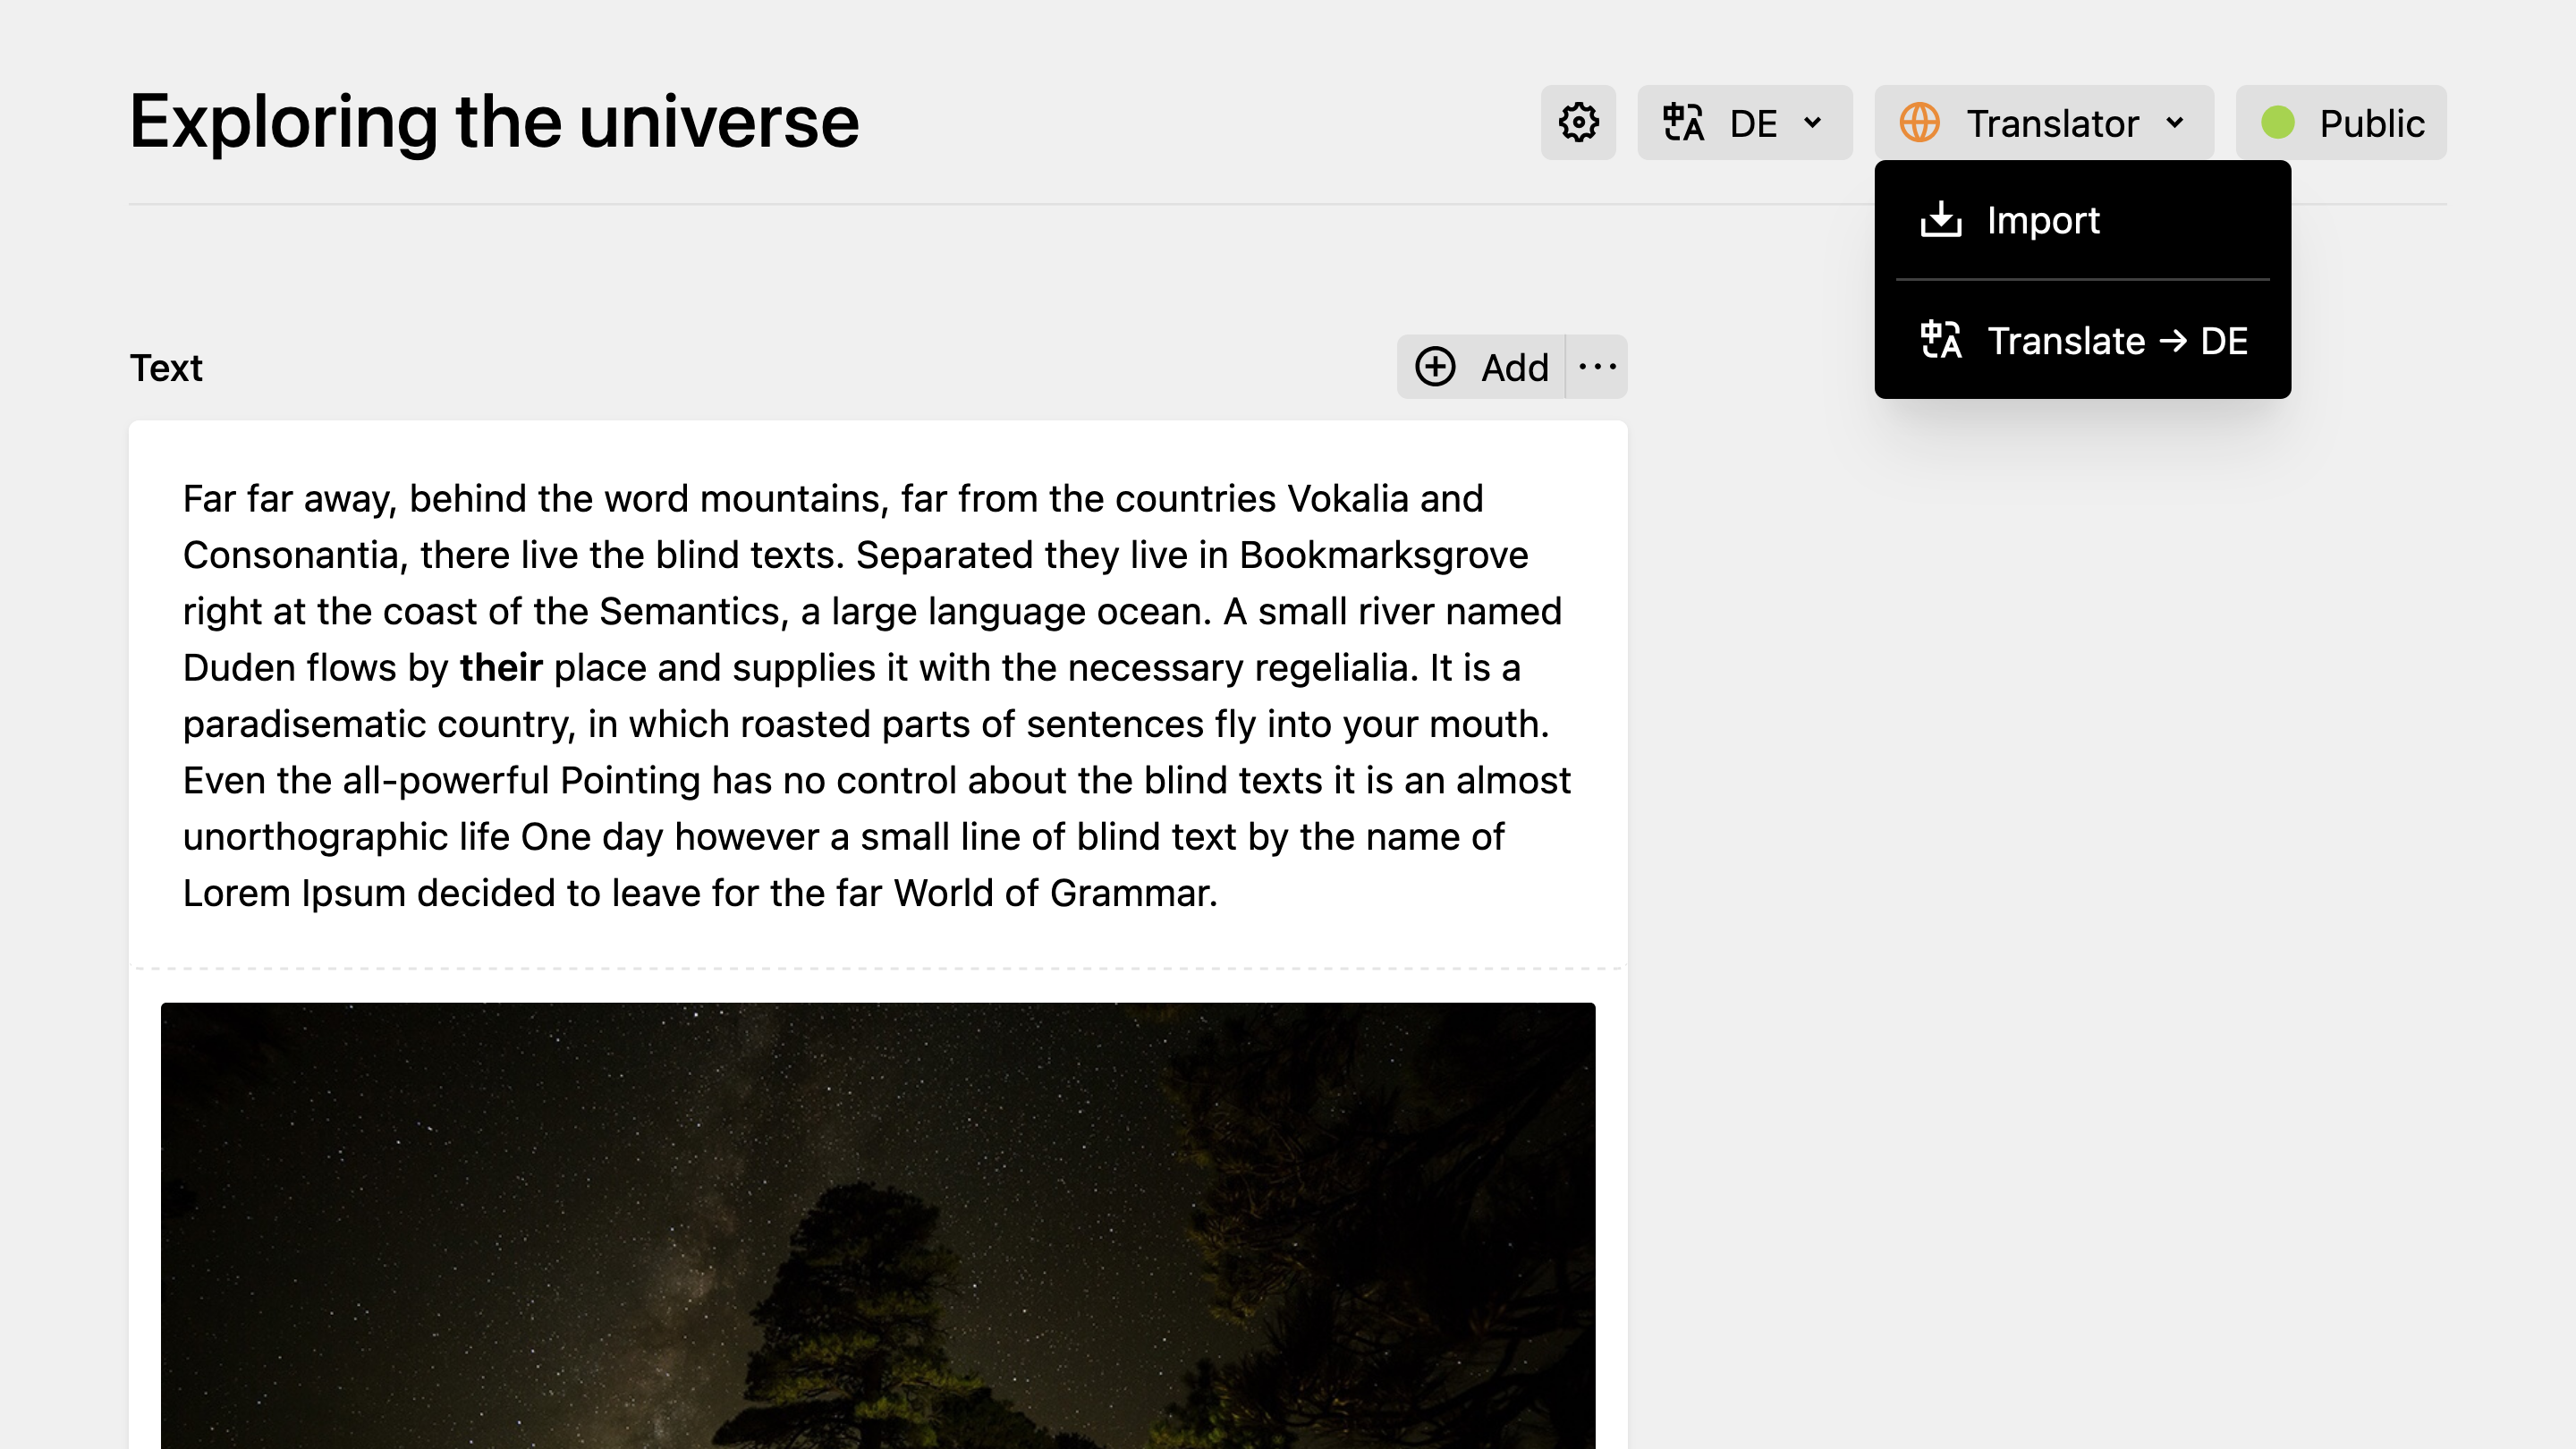 Exploring the universe
DE
Translator
Public
Import
Translate → DE
Text
Add
Far far away, behind the word mountains, far from the countries Vokalia and
Consonantia, there live the blind texts. Separated they live in Bookmarksgrove
right at the coast of the Semantics, a large language ocean. A small river named
Duden flows by their place and supplies it with the necessary regelialia. It is a
paradisematic country, in which roasted parts of sentences fly into your mouth.
Even the all-powerful Pointing has no control about the blind texts it is an almost
unorthographic life One day however a small line of blind text by the name of
Lorem Ipsum decided to leave for the far World of Grammar.